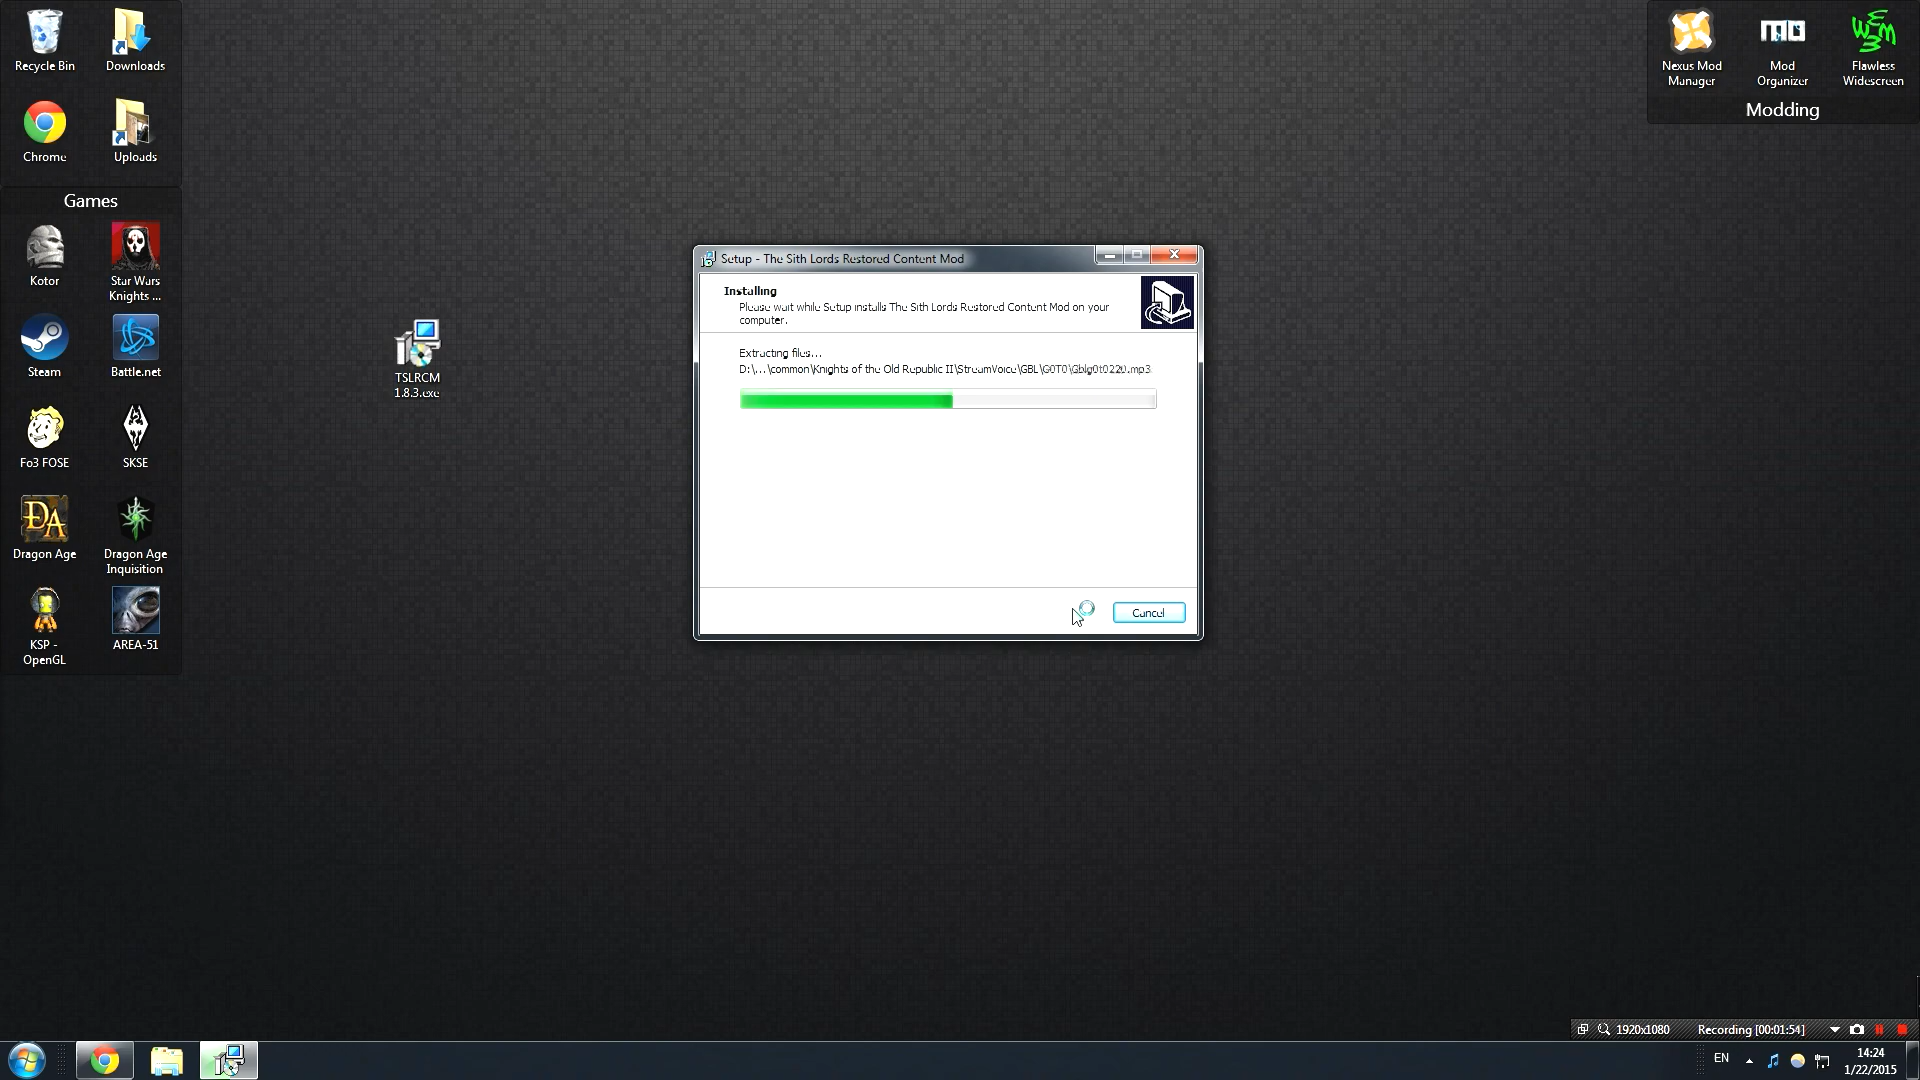 Recycle Bin
Downloads
Chrome
Uploads
Games
Kotor
Star Wars
Knights ...
Steam
Battle.net
Fo3 FOSE
SKSE
DA
Dragon Age
Dragon Age
Inquisition
KSP -
OpenGL
AREA-51
TSLRCM
1.8.3.exe
Setup - The Sith Lords Restored Content Mod
Installing
Please wait while Setup installs The Sith Lords Restored Content Mod on your
computer.
Extracting files...
D:\...\common\Knights of the Old Republic II\StreamVoice\GBL\G0T0\Gblg0t0220.mp3
Cancel
Nexus Mod
Manager
MO
Mod
Organizer
Flawless
Widescreen
Modding
1920x1080
Recording [00:01:54]
EN
14:24
1/22/2015